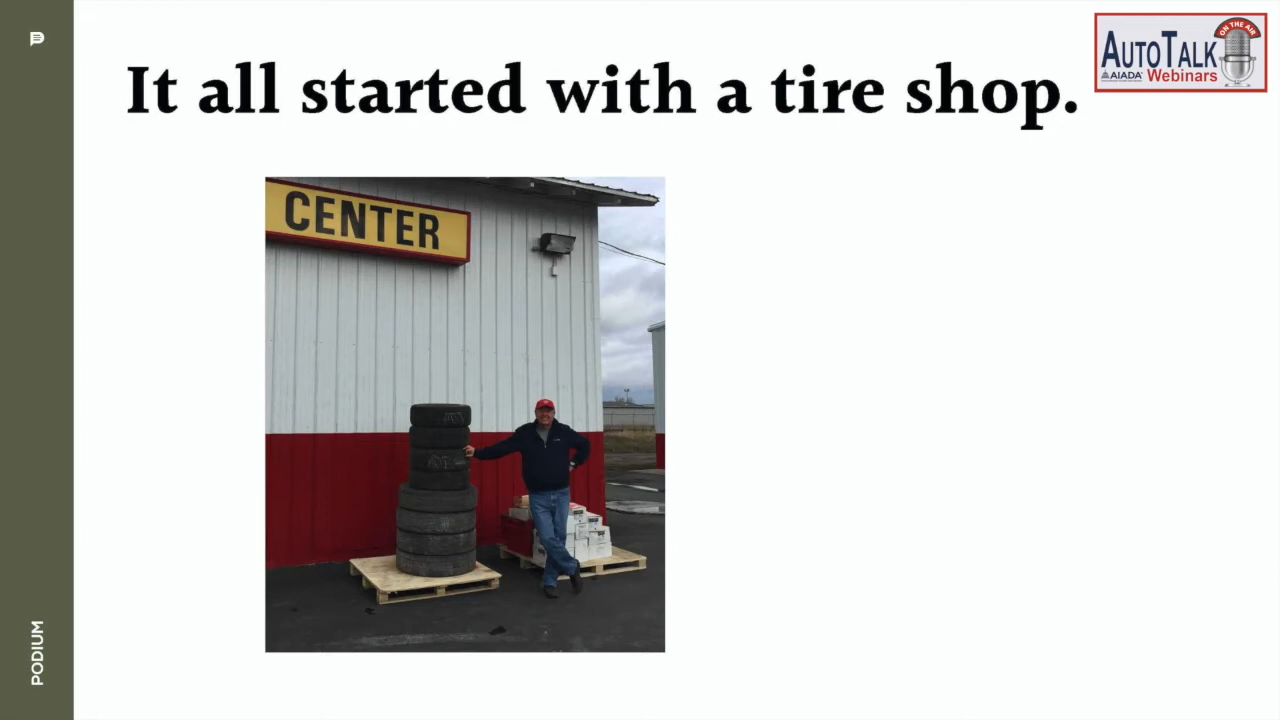 It all started with a tire shop.
ON THE AIR
AUTOTALK
AIADA Webinars
CENTER
PODIUM